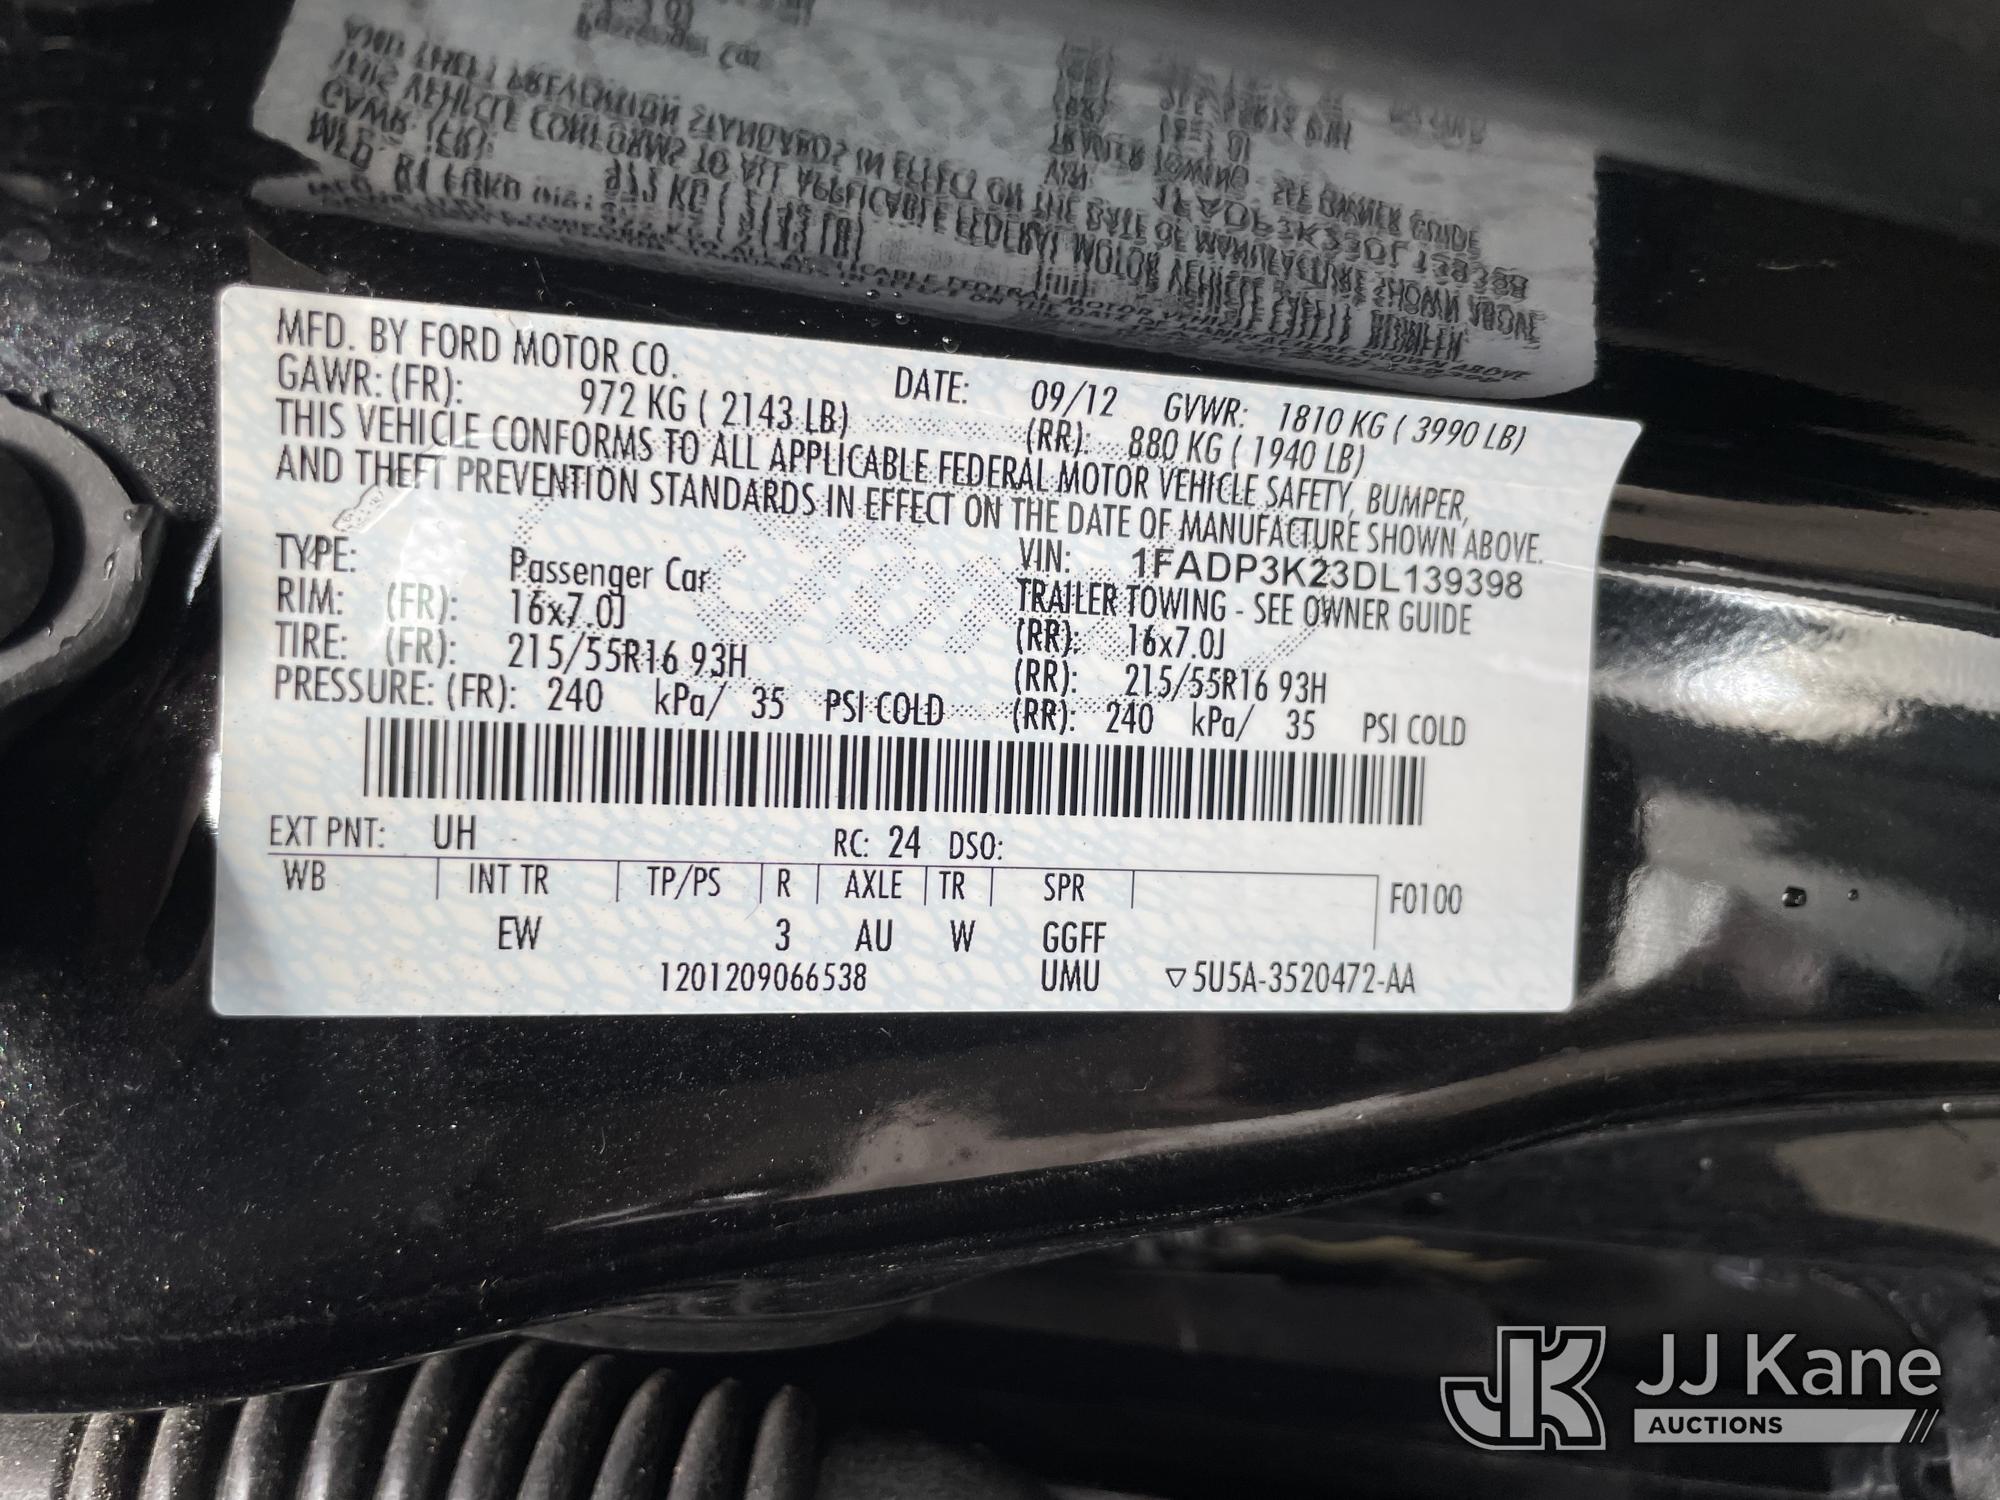 MFD. BY FORD MOTOR CO. DATE: 09/12 GVWR: 1810 KG ( 3990 LB)
GAWR: (FR): 972 KG ( 2143 LB) (RR): 880 KG ( 1940 LB)
THIS VEHICLE CONFORMS TO ALL APPLICABLE FEDERAL MOTOR VEHICLE SAFETY, BUMPER,
AND THEFT PREVENTION STANDARDS IN EFFECT ON THE DATE OF MANUFACTURE SHOWN ABOVE.
VIN: 1FADP3K23DL139398
TYPE: Passenger Car TRAILER TOWING - SEE OWNER GUIDE
RIM: (FR): 16x7.0J (RR): 16x7.0J
TIRE: (FR): 215/55R16 93H (RR): 215/55R16 93H
PRESSURE: (FR): 240 kPa/ 35 PSI COLD (RR): 240 kPa/ 35 PSI COLD
EXT PNT: UH RC: 24 DSO:
WB INT TR TP/PS R AXLE TR SPR F0100
EW 3 AU W GGFF
1201209066538 UMU ▽5U5A-3520472-AA
JK JJ Kane
AUCTIONS